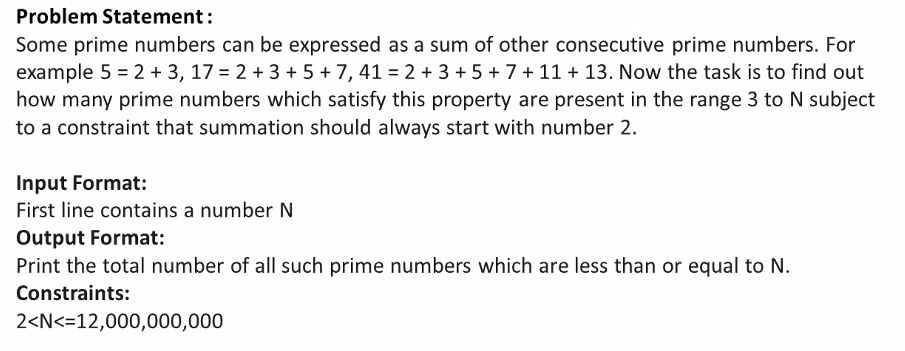 Problem Statement :
Some prime numbers can be expressed as a sum of other consecutive prime numbers. For
example 5 = 2 + 3, 17 = 2 + 3 + 5 + 7, 41 = 2 + 3 + 5 + 7 + 11 + 13. Now the task is to find out
how many prime numbers which satisfy this property are present in the range 3 to N subject
to a constraint that summation should always start with number 2.
Input Format:
First line contains a number N
Output Format:
Print the total number of all such prime numbers which are less than or equal to N.
Constraints:
2<N<=12,000,000,000